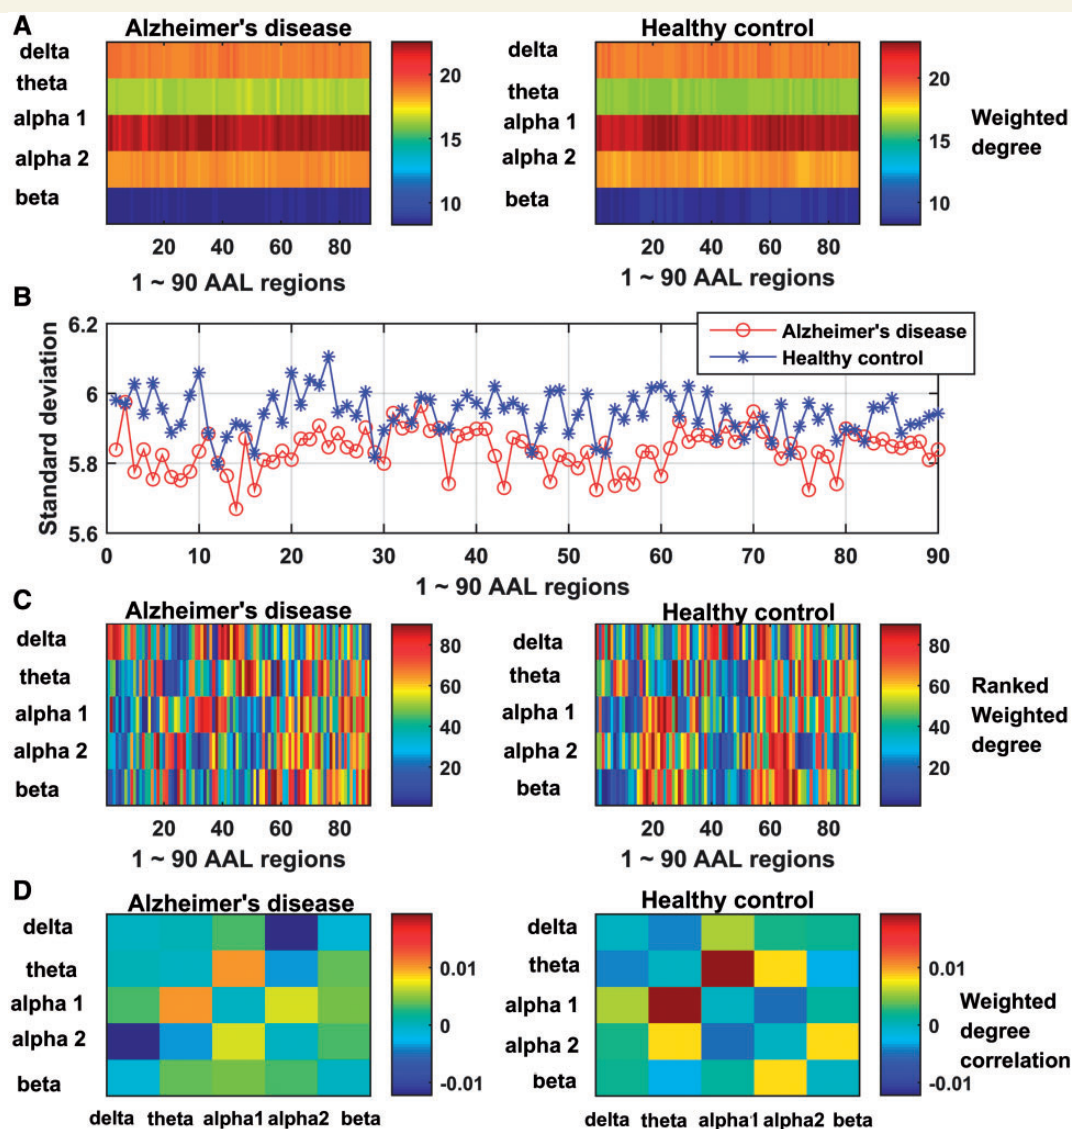 A
Alzheimer's disease
Healthy control
delta
theta
alpha 1
alpha 2
beta
20
15
10
20 40 60 80
1 ~ 90 AAL regions
delta
theta
alpha 1
alpha 2
beta
20
15
10
20 40 60 80
1 ~ 90 AAL regions
Weighted
degree
B
Standard deviation
6.2
6
5.8
5.6
Alzheimer's disease
Healthy control
0 10 20 30 40 50 60 70 80 90
1 ~ 90 AAL regions
C
Alzheimer's disease
Healthy control
delta
theta
alpha 1
alpha 2
beta
80
60
40
20
20 40 60 80
1 ~ 90 AAL regions
delta
theta
alpha 1
alpha 2
beta
80
60
40
20
20 40 60 80
1 ~ 90 AAL regions
Ranked
Weighted
degree
D
Alzheimer's disease
Healthy control
delta
theta
alpha 1
alpha 2
beta
0.01
0
-0.01
delta theta alpha1 alpha2 beta
delta
theta
alpha 1
alpha 2
beta
0.01
0
-0.01
delta theta alpha1 alpha2 beta
Weighted
degree
correlation